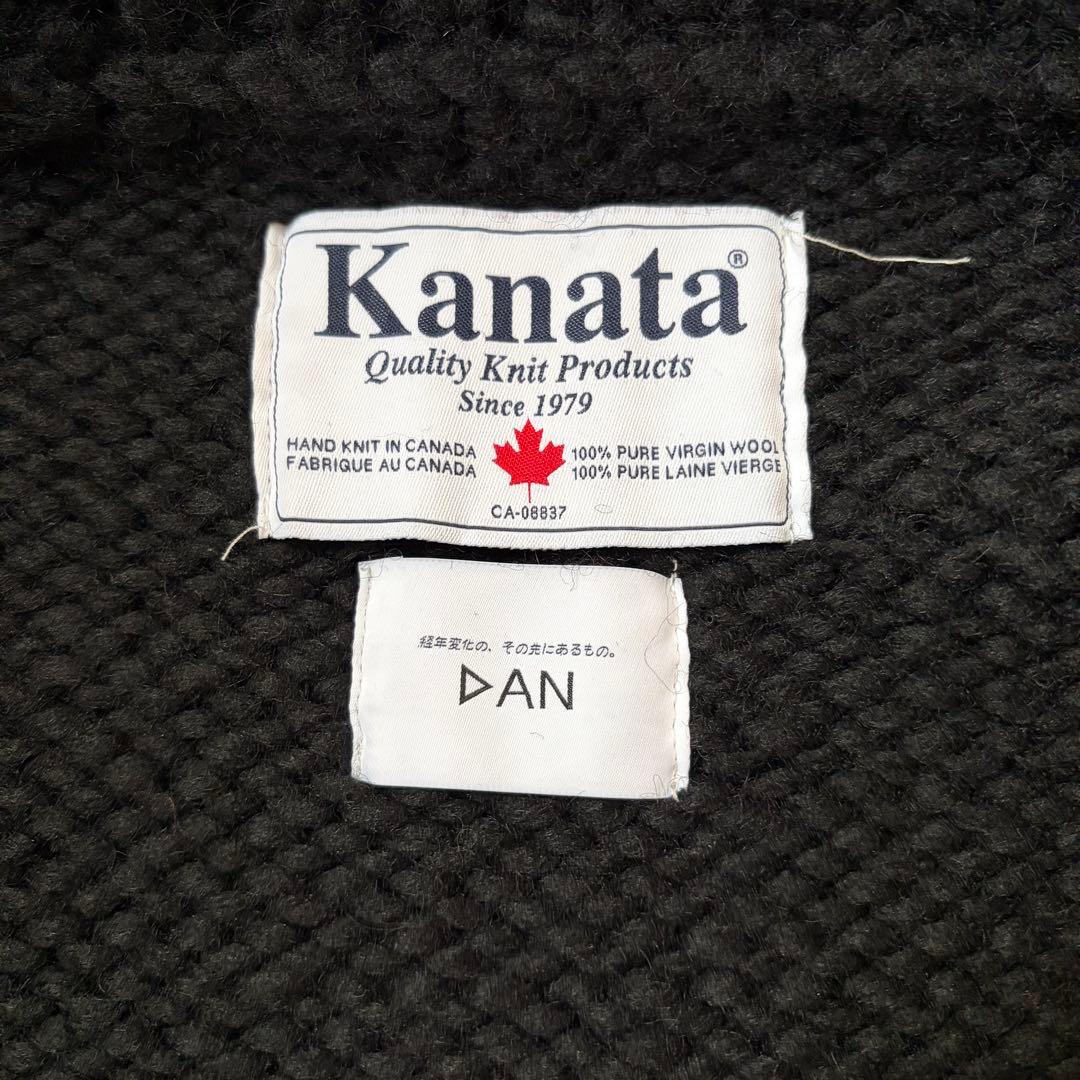 Kanata®
Quality Knit Products
Since 1979
HAND KNIT IN CANADA 100% PURE VIRGIN WOOL
FABRIQUE AU CANADA 100% PURE LAINE VIERGE
CA-08837
経年変化の、その先にあるもの。
▷AN